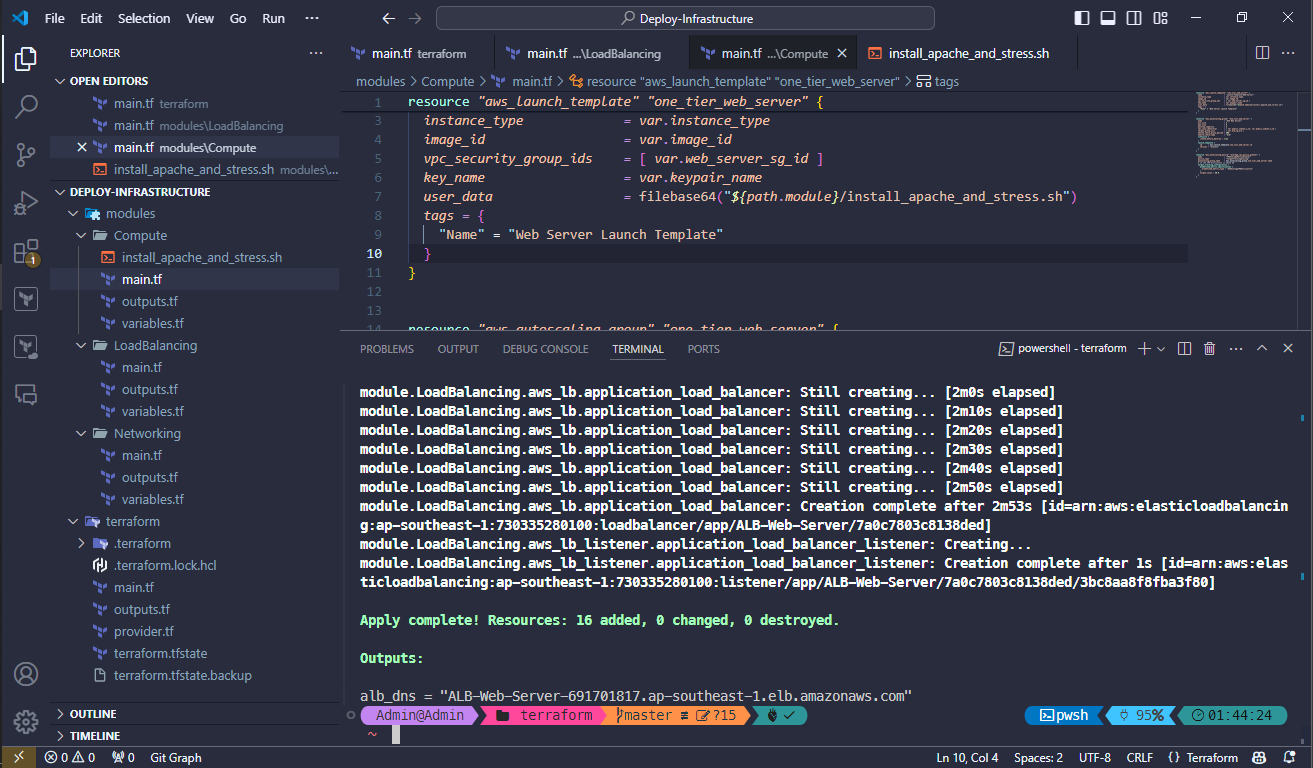 File Edit Selection View Go Run ···
Deploy-Infrastructure
EXPLORER
OPEN EDITORS
main.tf terraform
main.tf modules\LoadBalancing
main.tf modules\Compute
install_apache_and_stress.sh modules\...
DEPLOY-INFRASTRUCTURE
modules
Compute
install_apache_and_stress.sh
main.tf
outputs.tf
variables.tf
LoadBalancing
main.tf
outputs.tf
variables.tf
Networking
main.tf
outputs.tf
variables.tf
terraform
.terraform
.terraform.lock.hcl
main.tf
outputs.tf
provider.tf
terraform.tfstate
terraform.tfstate.backup
OUTLINE
TIMELINE
1
main.tf terraform
main.tf ...\LoadBalancing
main.tf ...\Compute
install_apache_and_stress.sh
modules > Compute > main.tf > resource "aws_launch_template" "one_tier_web_server" > tags
1 resource "aws_launch_template" "one_tier_web_server" {
3 instance_type = var.instance_type
4 image_id = var.image_id
5 vpc_security_group_ids = [ var.web_server_sg_id ]
6 key_name = var.keypair_name
7 user_data = filebase64("${path.module}/install_apache_and_stress.sh")
8 tags = {
9 "Name" = "Web Server Launch Template"
10 }
11 }
12
13
14 resource "aws_autoscaling_group" "one_tier_web_server" {
PROBLEMS OUTPUT DEBUG CONSOLE TERMINAL PORTS
powershell - terraform
module.LoadBalancing.aws_lb.application_load_balancer: Still creating... [2m0s elapsed]
module.LoadBalancing.aws_lb.application_load_balancer: Still creating... [2m10s elapsed]
module.LoadBalancing.aws_lb.application_load_balancer: Still creating... [2m20s elapsed]
module.LoadBalancing.aws_lb.application_load_balancer: Still creating... [2m30s elapsed]
module.LoadBalancing.aws_lb.application_load_balancer: Still creating... [2m40s elapsed]
module.LoadBalancing.aws_lb.application_load_balancer: Still creating... [2m50s elapsed]
module.LoadBalancing.aws_lb.application_load_balancer: Creation complete after 2m53s [id=arn:aws:elasticloadbalancin
g:ap-southeast-1:730335280100:loadbalancer/app/ALB-Web-Server/7a0c7803c8138ded]
module.LoadBalancing.aws_lb_listener.application_load_balancer_listener: Creating...
module.LoadBalancing.aws_lb_listener.application_load_balancer_listener: Creation complete after 1s [id=arn:aws:elas
ticloadbalancing:ap-southeast-1:730335280100:listener/app/ALB-Web-Server/7a0c7803c8138ded/3bc8aa8f8fba3f80]
Apply complete! Resources: 16 added, 0 changed, 0 destroyed.
Outputs:
alb_dns = "ALB-Web-Server-691701817.ap-southeast-1.elb.amazonaws.com"
Admin@Admin terraform master ≢ ?15 ✓ pwsh 95% 01:44:24
~
0 0 0 Git Graph Ln 10, Col 4 Spaces: 2 UTF-8 CRLF {} Terraform